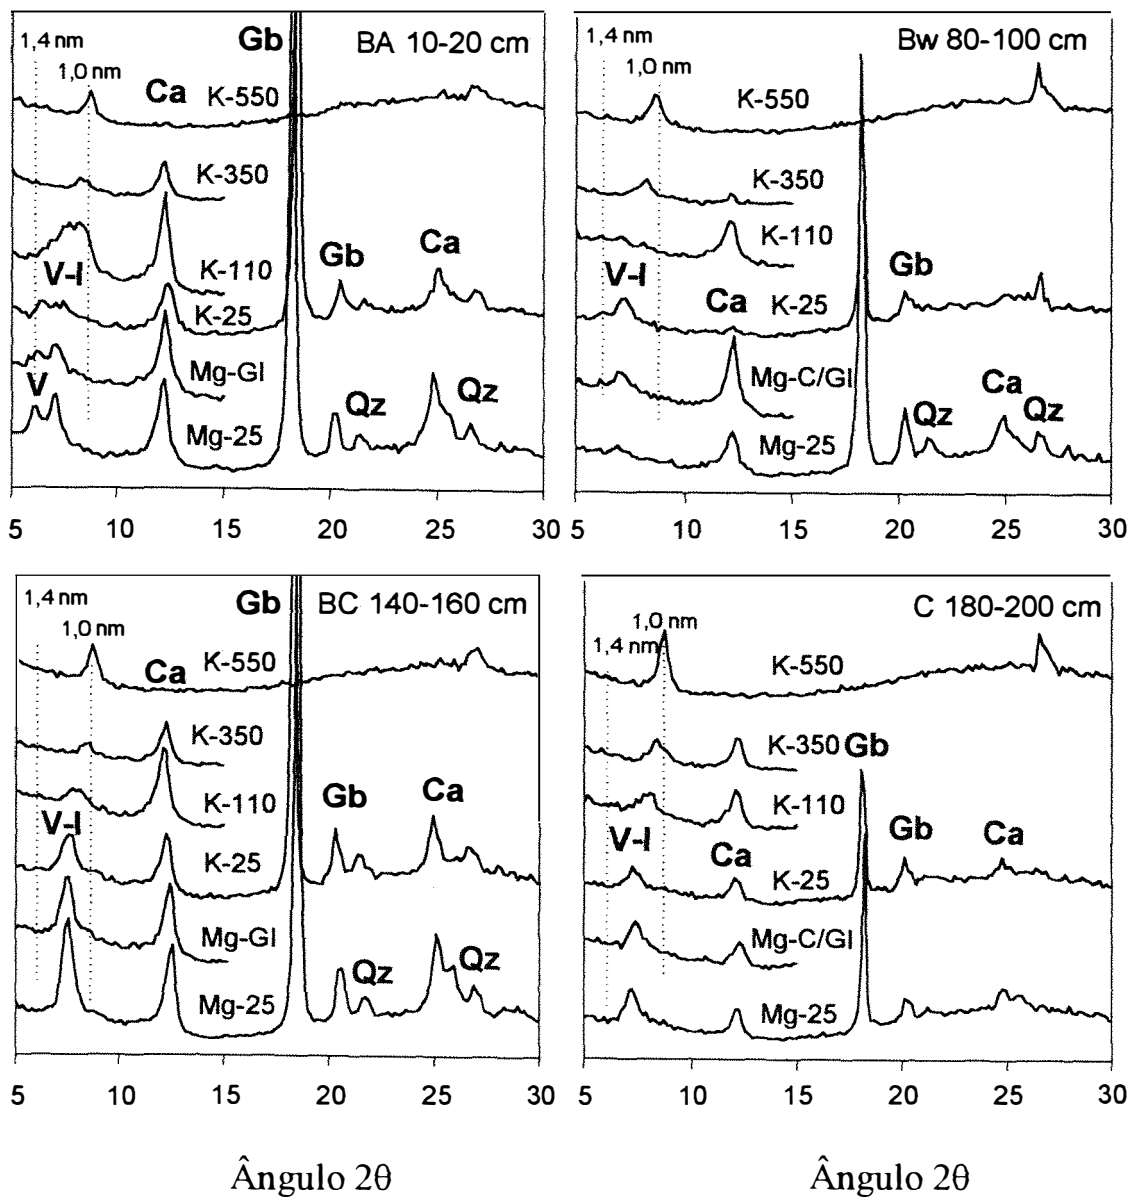 1,4 nm
1,0 nm
Gb
BA 10-20 cm
Ca
K-550
K-350
K-110
V-I
K-25
Gb
Ca
Mg-Gl
V
Qz
Qz
Mg-25
5 10 15 20 25 30
1,4 nm
1,0 nm
Bw 80-100 cm
K-550
K-350
K-110
V-I
Gb
Ca
K-25
Mg-C/Gl
Ca
Qz
Qz
Mg-25
5 10 15 20 25 30
1,4 nm
1,0 nm
Gb
BC 140-160 cm
Ca
K-550
K-350
K-110
Gb
Ca
V-I
K-25
Mg-Gl
Qz
Qz
Mg-25
5 10 15 20 25 30
1,0 nm
1,4 nm
C 180-200 cm
K-550
K-350
Gb
K-110
V-I
Ca
Gb
Ca
K-25
Mg-C/Gl
Mg-25
5 10 15 20 25 30
Ângulo 2θ
Ângulo 2θ